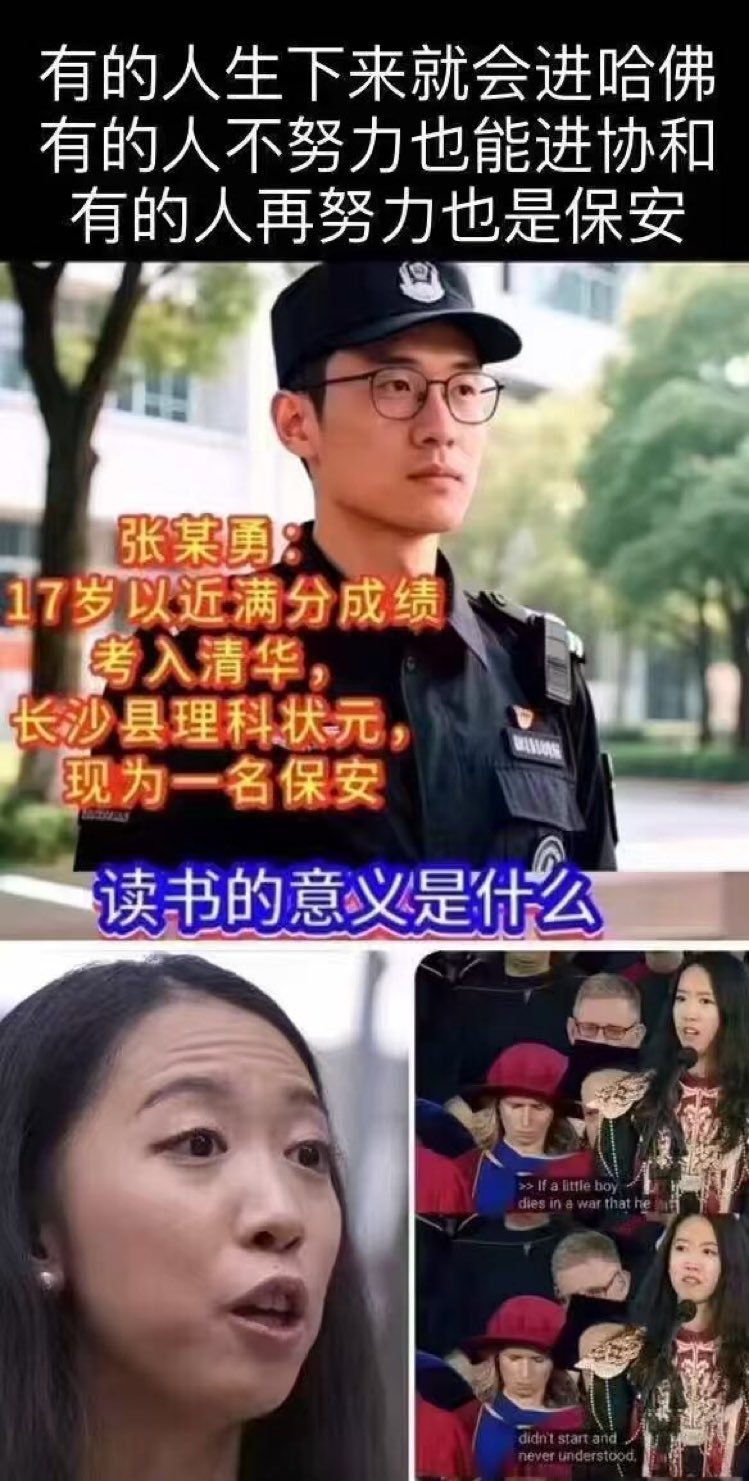 有的人生下来就会进哈佛
有的人不努力也能进协和
有的人再努力也是保安
张某勇：
17岁以近满分成绩
考入清华，
长沙县理科状元，
现为一名保安
读书的意义是什么
>> If a little boy
dies in a war that he
didn't start and
never understood,